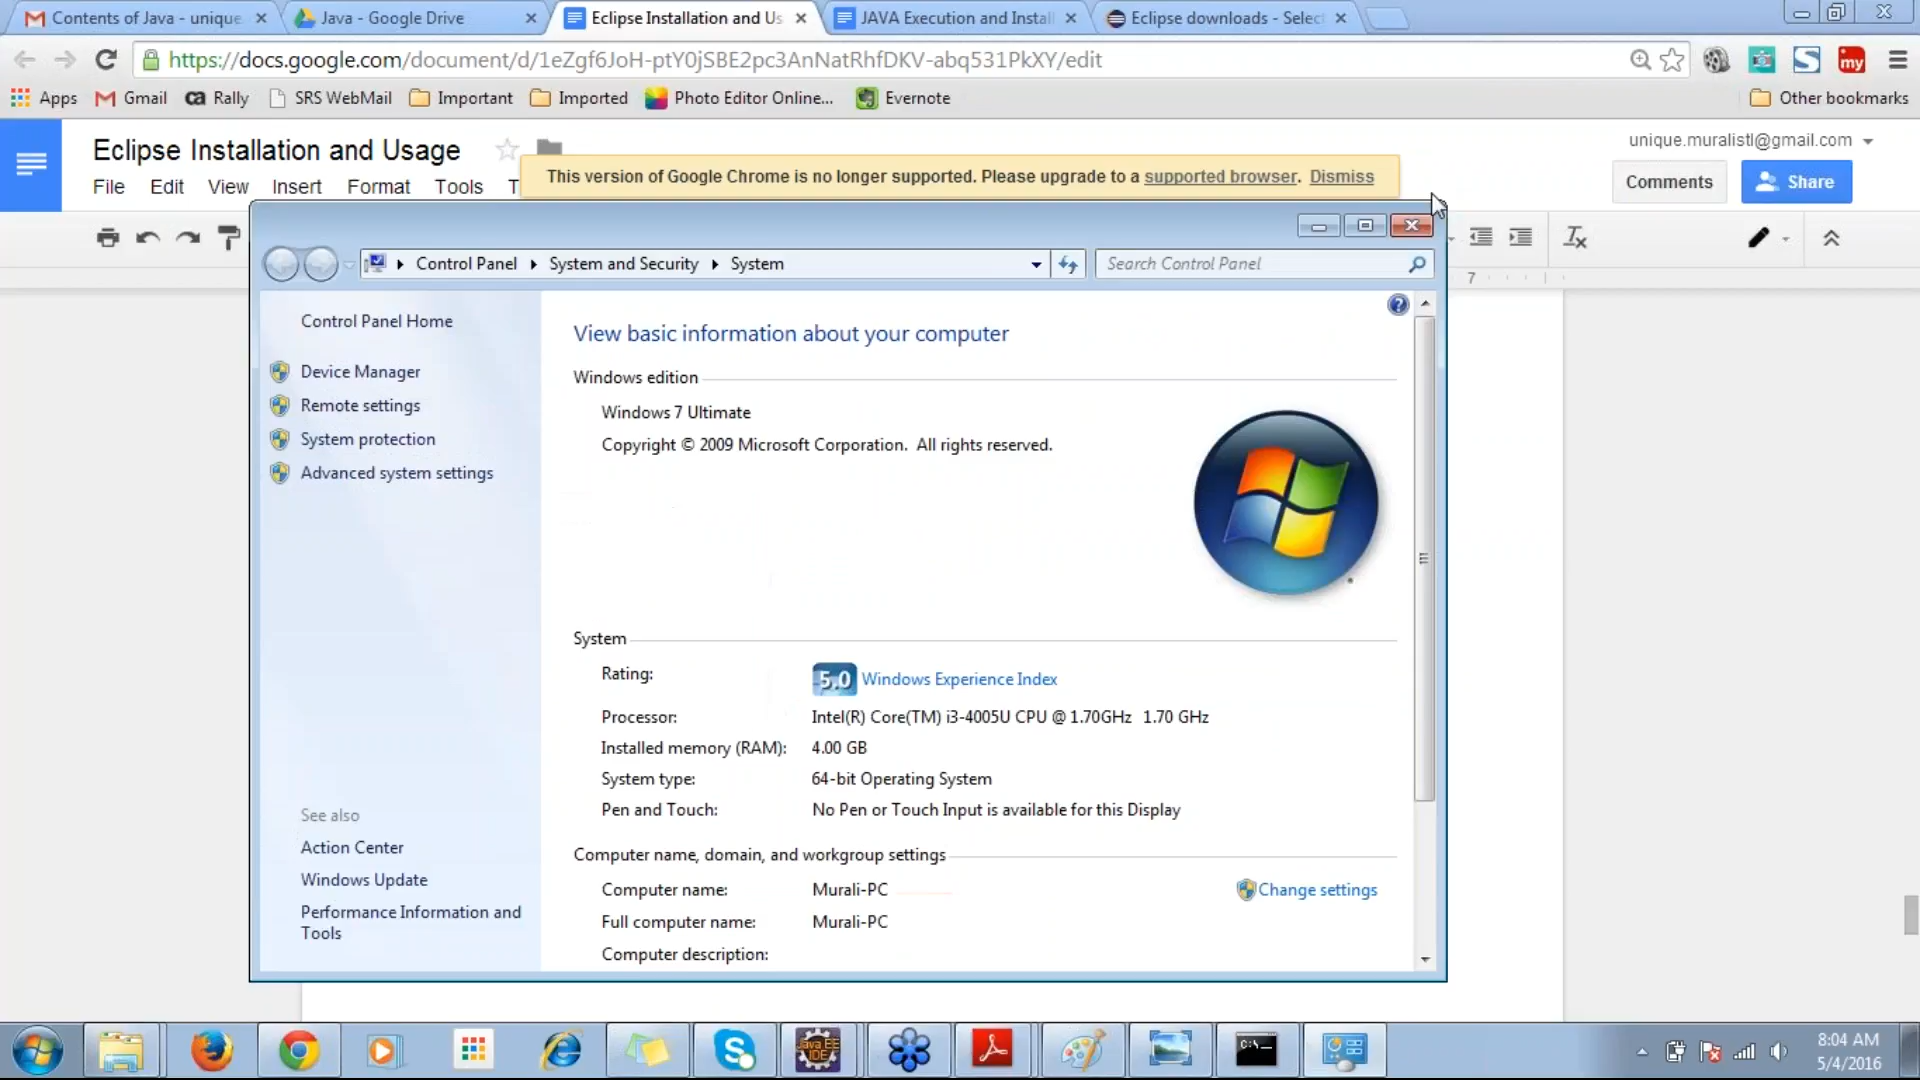 Contents of Java - unique
Java - Google Drive
Eclipse Installation and Us
JAVA Execution and Instal
Eclipse downloads - Select
https://docs.google.com/document/d/1eZgf6JoH-ptY0jSBE2pc3AnNatRhfDKV-abq531PkXY/edit
my
Apps
Gmail
ca Rally
SRS WebMail
Important
Imported
Photo Editor Online...
Evernote
Other bookmarks
Eclipse Installation and Usage
unique.muralistl@gmail.com
File Edit View Insert Format Tools T
This version of Google Chrome is no longer supported. Please upgrade to a supported browser. Dismiss
Comments
Share
7
Control Panel
System and Security
System
Search Control Panel
Control Panel Home
Device Manager
Remote settings
System protection
Advanced system settings
View basic information about your computer
Windows edition
Windows 7 Ultimate
Copyright © 2009 Microsoft Corporation. All rights reserved.
System
Rating: 5.0 Windows Experience Index
Processor: Intel(R) Core(TM) i3-4005U CPU @ 1.70GHz 1.70 GHz
Installed memory (RAM): 4.00 GB
System type: 64-bit Operating System
Pen and Touch: No Pen or Touch Input is available for this Display
Computer name, domain, and workgroup settings
Computer name: Murali-PC
Change settings
Full computer name: Murali-PC
Computer description:
See also
Action Center
Windows Update
Performance Information and
Tools
Java EE
IDE
C:\_
8:04 AM
5/4/2016